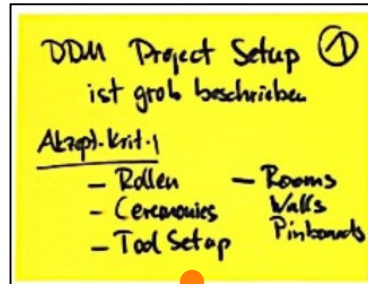 DDM Project Setup ①
ist grob beschrieben
Akzept.-Krit.:
– Rollen
– Ceremonies
– Tool Setup
– Rooms
Walls
Pinboards